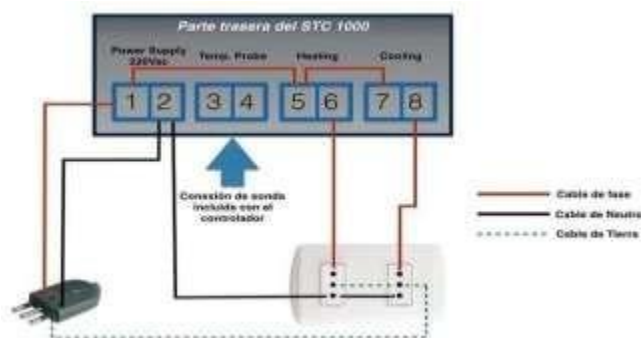 Parte trasera del STC 1000
Power Supply
220Vac
Temp. Probe
Heating
Cooling
1 2 3 4 5 6 7 8
Conexión de sonda
incluida con el
controlador
Cable de fase
Cable de Neutro
Cable de Tierra